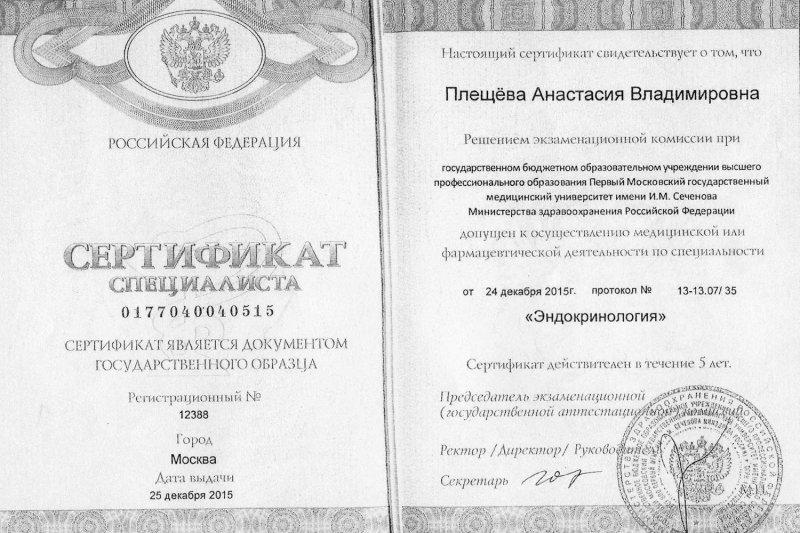 РОССИЙСКАЯ ФЕДЕРАЦИЯ
СЕРТИФИКАТ
СПЕЦИАЛИСТА
0177040040515
СЕРТИФИКАТ ЯВЛЯЕТСЯ ДОКУМЕНТОМ
ГОСУДАРСТВЕННОГО ОБРАЗЦА
Регистрационный №
12388
Город
Москва
Дата выдачи
25 декабря 2015
Настоящий сертификат свидетельствует о том, что
Плещёва Анастасия Владимировна
Решением экзаменационной комиссии при
государственном бюджетном образовательном учреждении высшего
профессионального образования Первый Московский государственный
медицинский университет имени И.М. Сеченова
Министерства здравоохранения Российской Федерации
допущен к осуществлению медицинской или
фармацевтической деятельности по специальности
от 24 декабря 2015г. протокол № 13-13.07/ 35
«Эндокринология»
Сертификат действителен в течение 5 лет.
Председатель экзаменационной
(государственной аттестационной
Ректор /Директор/ Руководитель
Секретарь